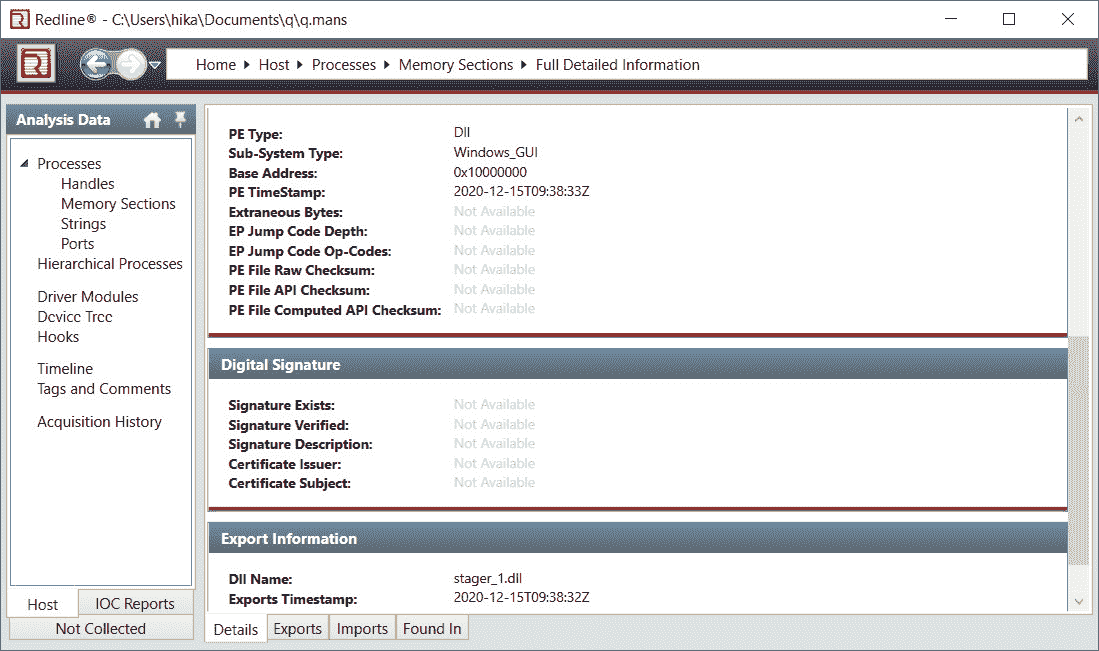 Redline® - C:\Users\hika\Documents\q\q.mans
Home Host Processes Memory Sections Full Detailed Information
Analysis Data
Processes
Handles
Memory Sections
Strings
Ports
Hierarchical Processes
Driver Modules
Device Tree
Hooks
Timeline
Tags and Comments
Acquisition History
Host IOC Reports
Not Collected
PE Type: Dll
Sub-System Type: Windows_GUI
Base Address: 0x10000000
PE TimeStamp: 2020-12-15T09:38:33Z
Extraneous Bytes: Not Available
EP Jump Code Depth: Not Available
EP Jump Code Op-Codes: Not Available
PE File Raw Checksum: Not Available
PE File API Checksum: Not Available
PE File Computed API Checksum: Not Available
Digital Signature
Signature Exists: Not Available
Signature Verified: Not Available
Signature Description: Not Available
Certificate Issuer: Not Available
Certificate Subject: Not Available
Export Information
Dll Name: stager_1.dll
Exports Timestamp: 2020-12-15T09:38:32Z
Details Exports Imports Found In